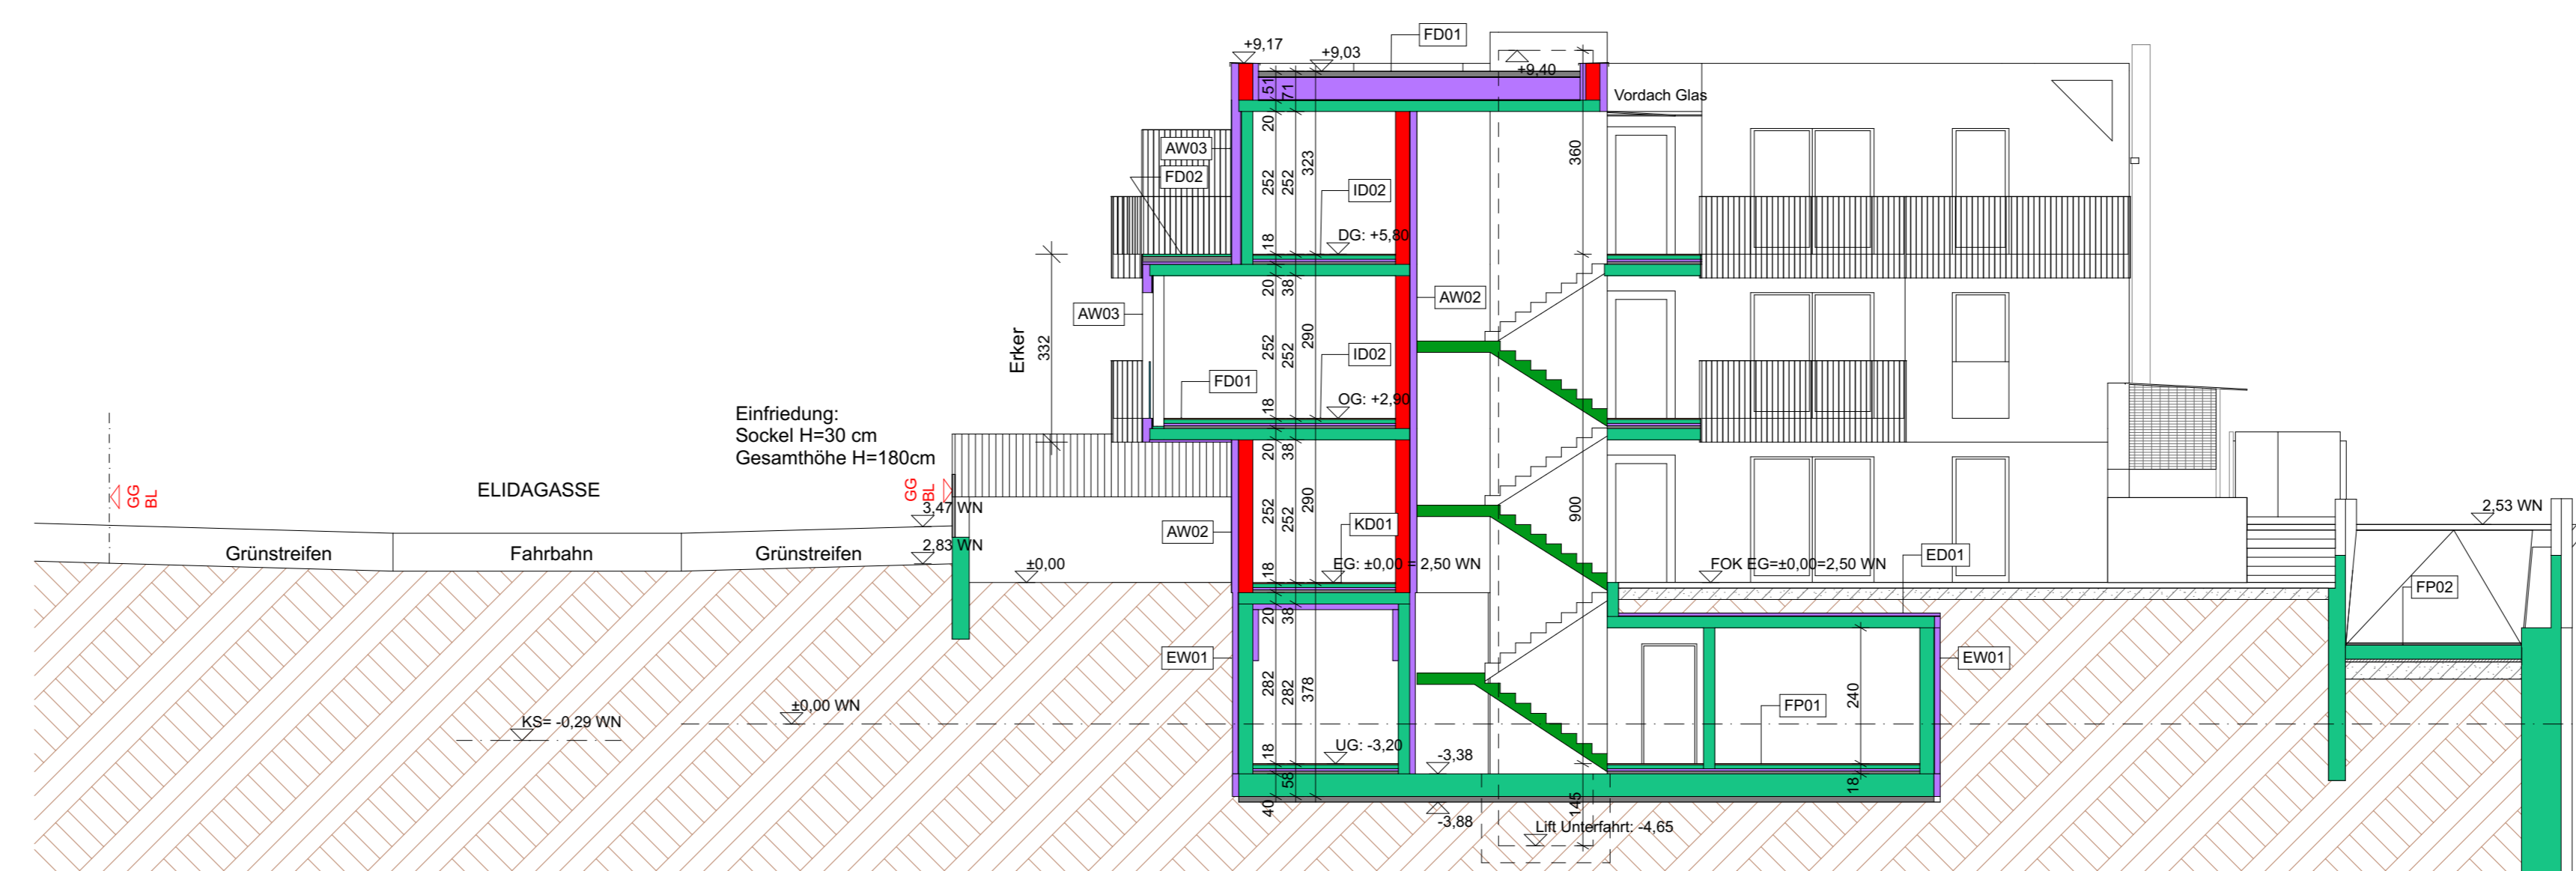 FD01
+9,17
+9,03
+9,40
51
71
Vordach Glas
20
AW03
FD02
323
360
252
252
ID02
18
DG: +5,80
20
38
AW02
AW03
Erker
332
290
252
252
ID02
FD01
18
OG: +2,90
Einfriedung:
Sockel H=30 cm
Gesamthöhe H=180cm
20
38
ELIDAGASSE
GG
BL
GG
BL
3,47 WN
2,53 WN
290
252
252
900
KD01
AW02
Grünstreifen
Fahrbahn
Grünstreifen
2,83 WN
±0,00
18
EG: ±0,00 = 2,50 WN
FOK EG=±0,00=2,50 WN
ED01
FP02
20
38
EW01
EW01
282
282
378
240
±0,00 WN
KS= -0,29 WN
FP01
18
UG: -3,20
-3,38
58
40
18
145
-3,88
Lift Unterfahrt: -4,65